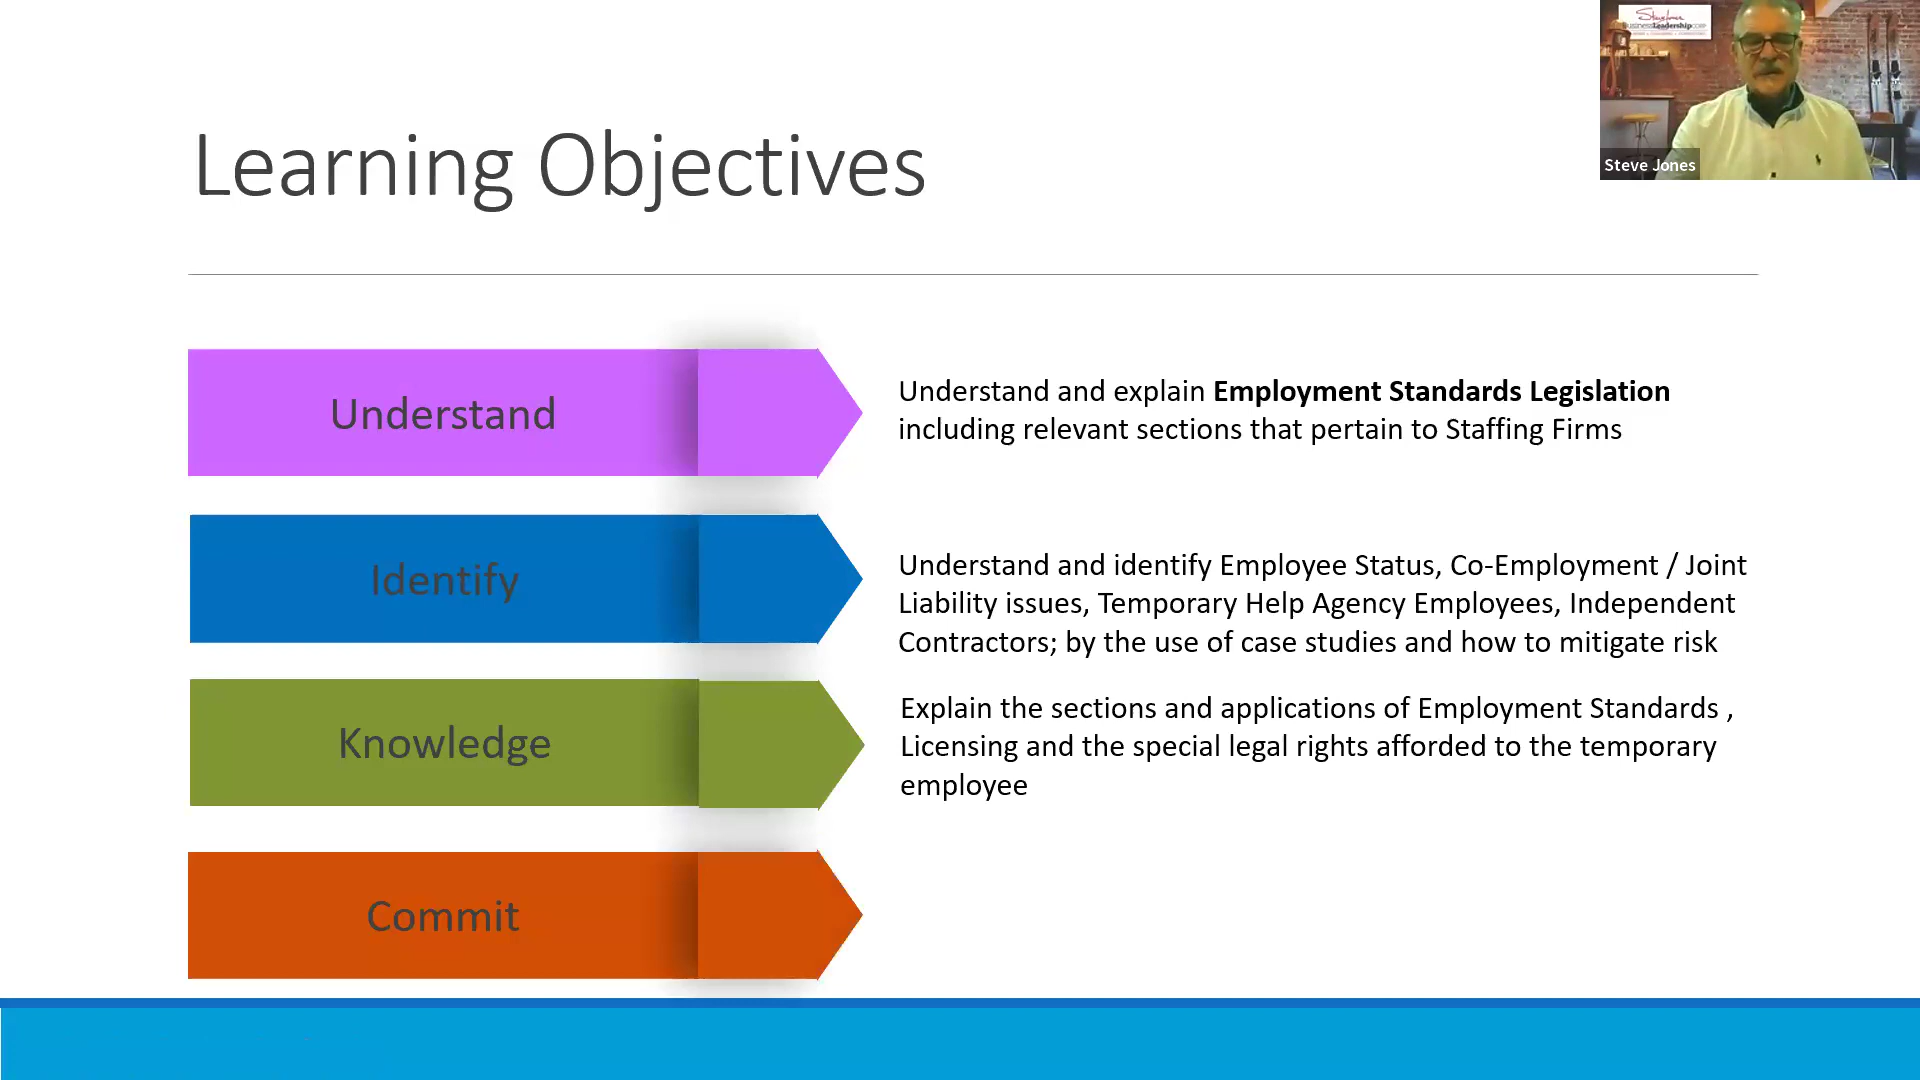 Learning Objectives
Steve Jones
Leadership
Understand
Understand and explain Employment Standards Legislation
including relevant sections that pertain to Staffing Firms
Identify
Understand and identify Employee Status, Co-Employment / Joint
Liability issues, Temporary Help Agency Employees, Independent
Contractors; by the use of case studies and how to mitigate risk
Knowledge
Explain the sections and applications of Employment Standards ,
Licensing and the special legal rights afforded to the temporary
employee
Commit